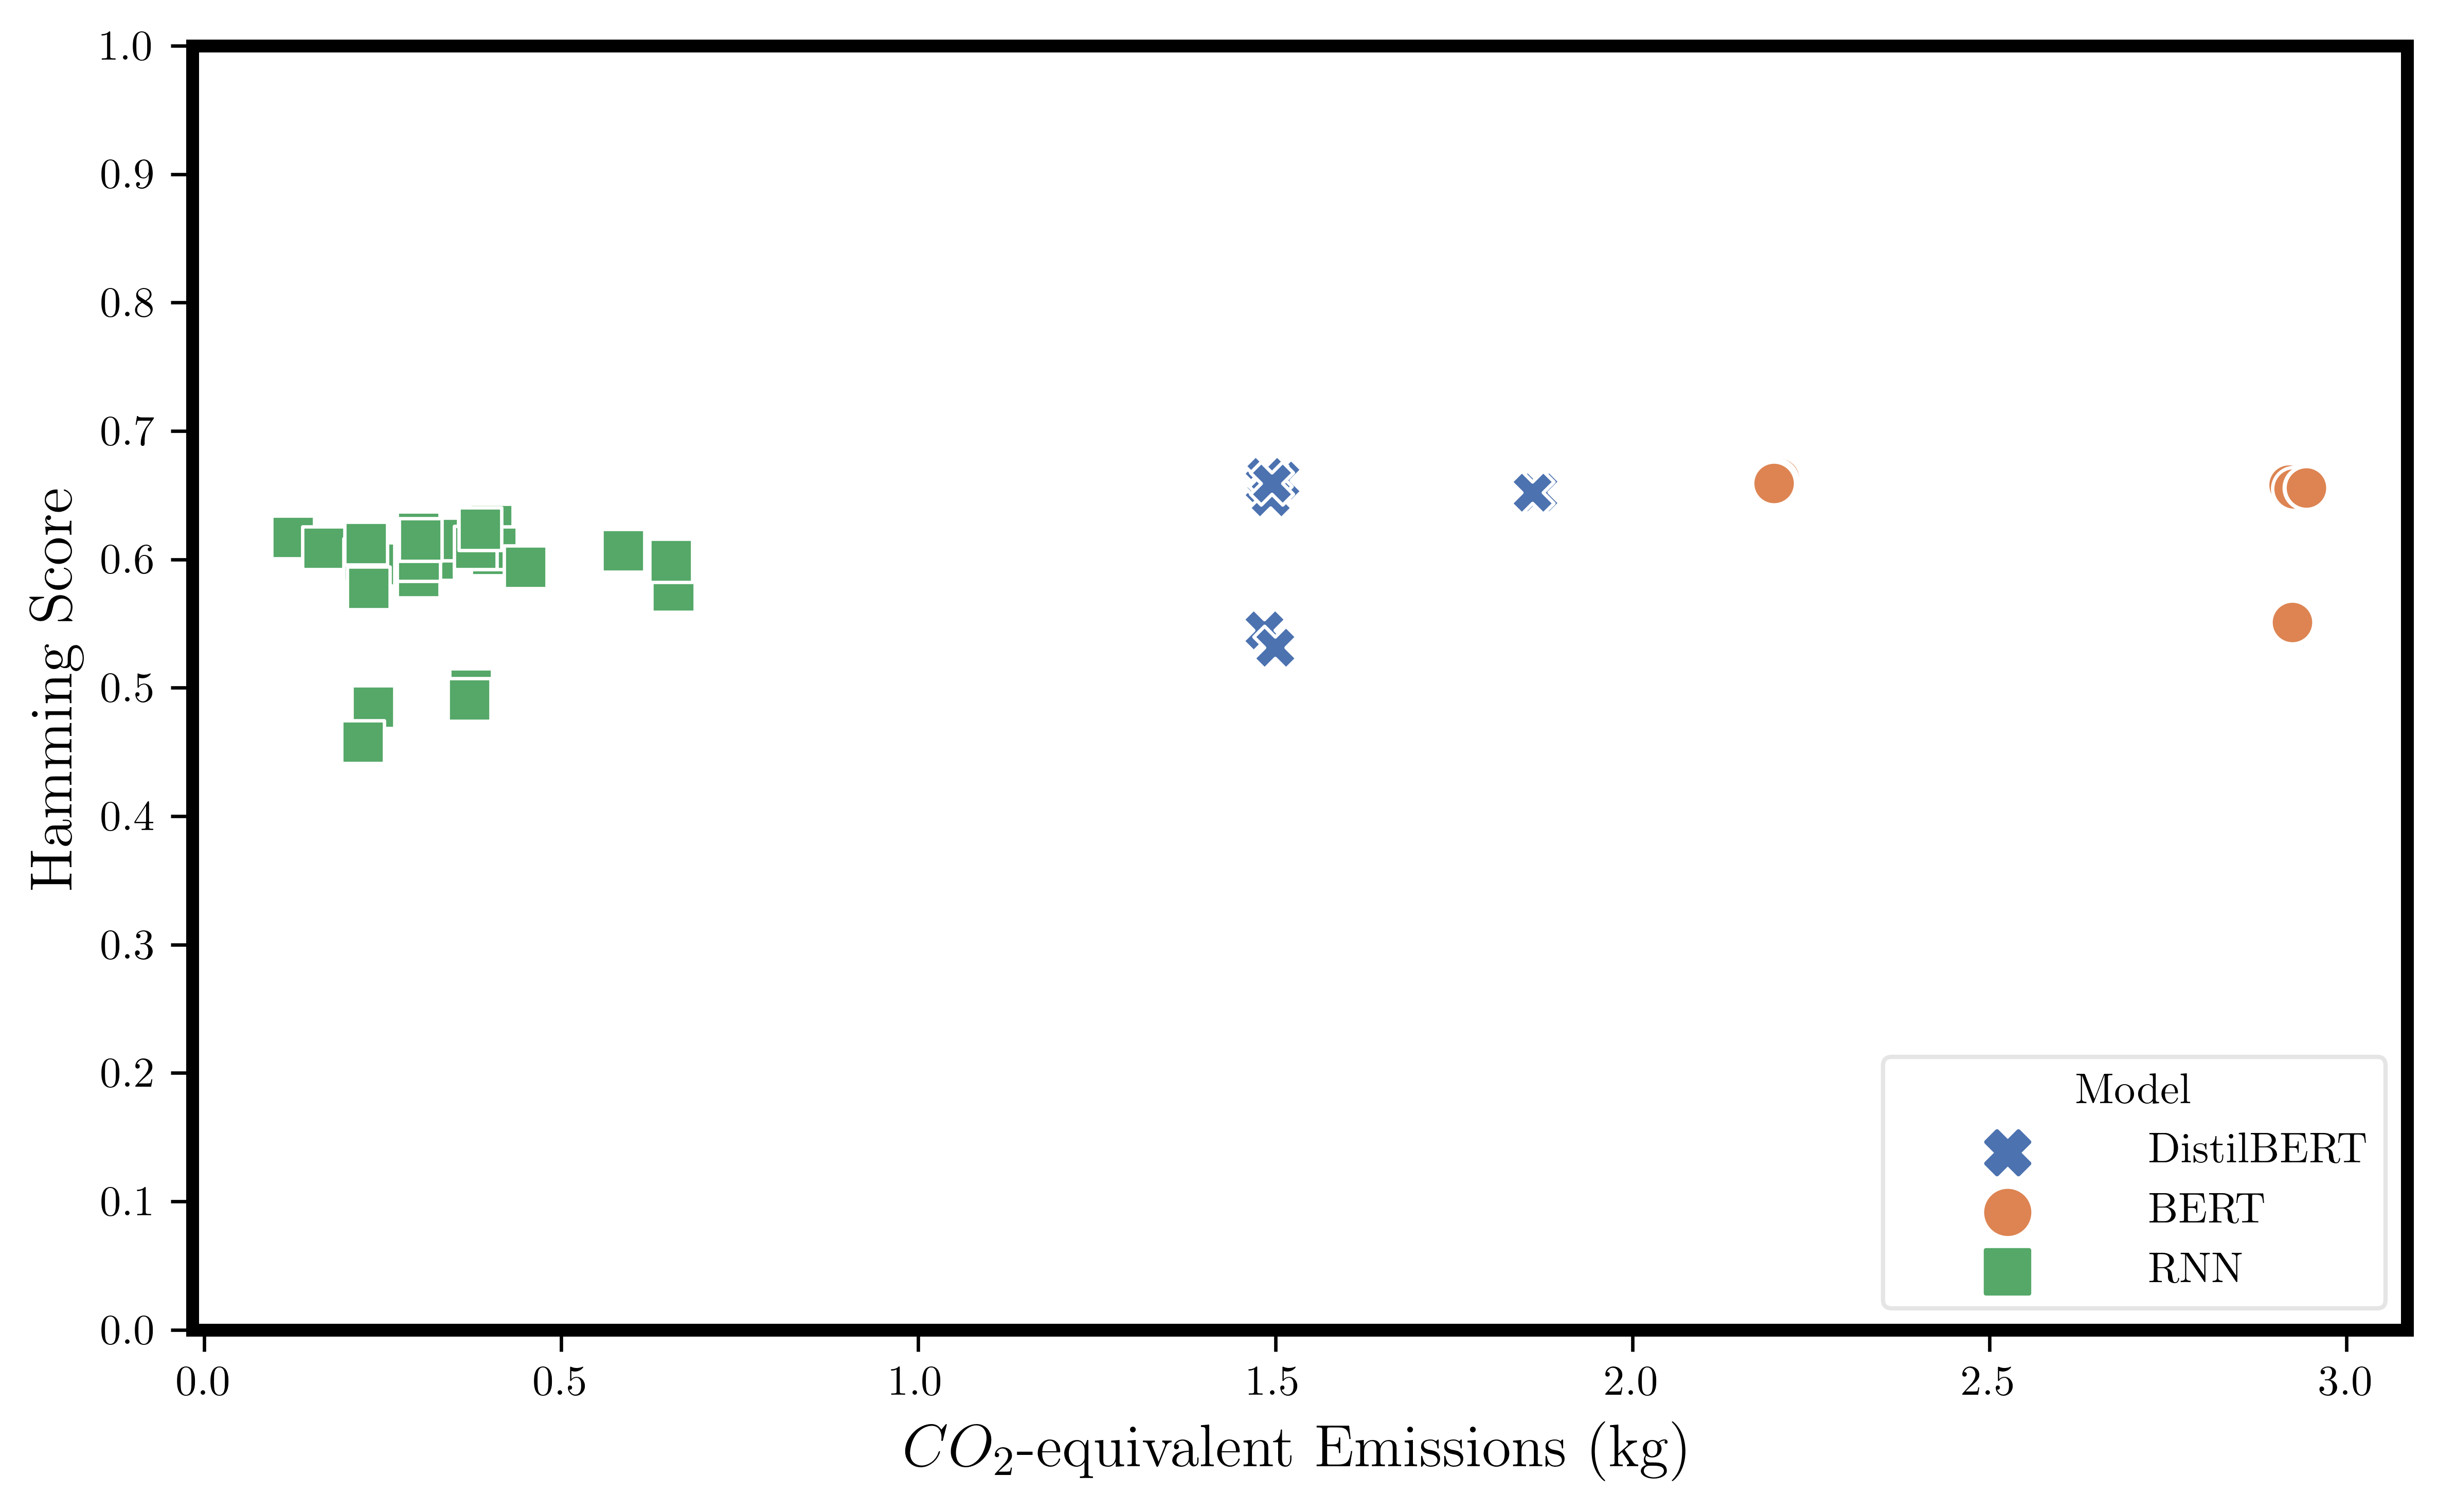 1.0
0.9
0.8
0.7
0.6
0.5
0.4
0.3
0.2
0.1
0.0
Hamming Score
0.0 0.5 1.0 1.5 2.0 2.5 3.0
CO₂-equivalent Emissions (kg)
Model
DistilBERT
BERT
RNN